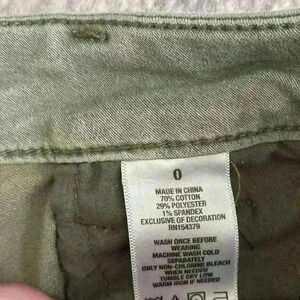 0
MADE IN CHINA
70% COTTON
29% POLYESTER
1% SPANDEX
EXCLUSIVE OF DECORATION
RN154379
WASH ONCE BEFORE
WEARING
MACHINE WASH COLD
SEPARATELY
ONLY NON-CHLORINE BLEACH
WHEN NEEDED
TUMBLE DRY LOW
WARM IRON IF NEEDED